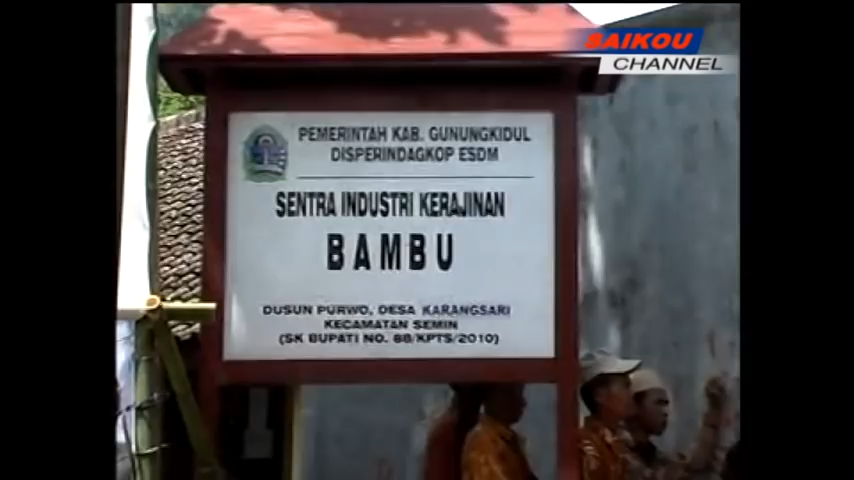 SAIKOU
CHANNEL
PEMERINTAH KAB. GUNUNGKIDUL
DISPERINDAGKOP ESDM
SENTRA INDUSTRI KERAJINAN
BAMBU
DUSUN PURWO, DESA KARANGSARI
KECAMATAN SEMIN
(SK BUPATI NO. 88/KPTS/2010)